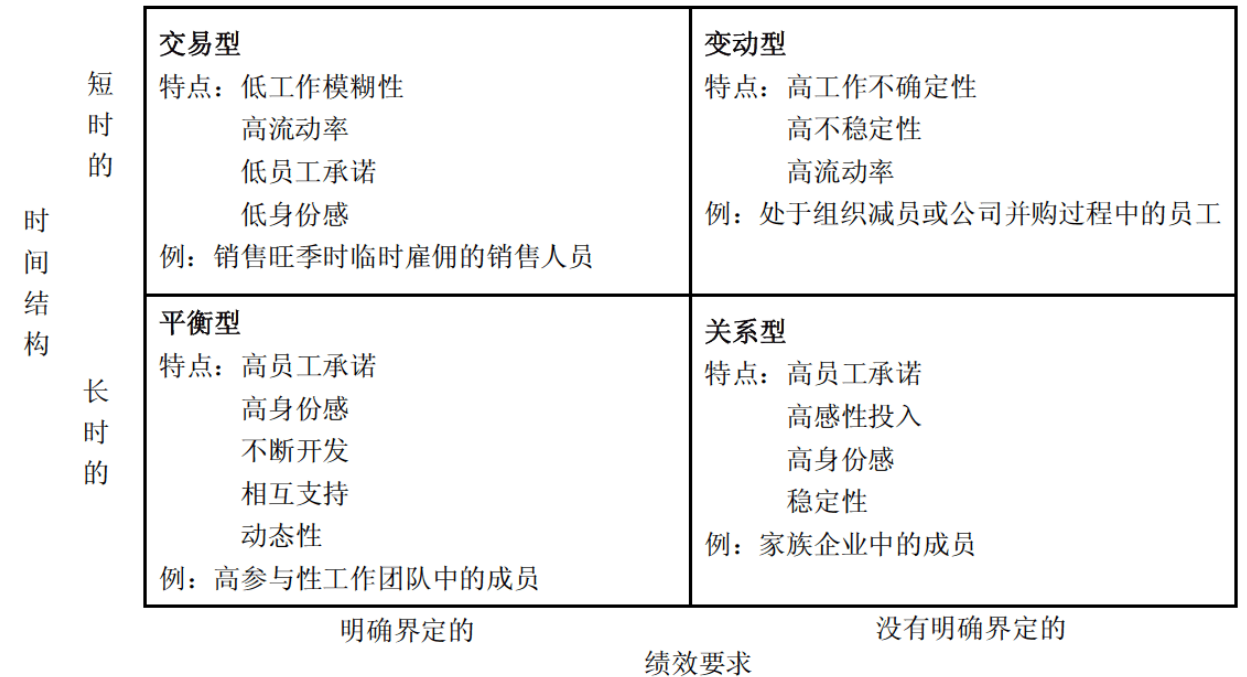 短时的
长时的
时间结构
交易型
特点：低工作模糊性
高流动率
低员工承诺
低身份感
例：销售旺季时临时雇佣的销售人员
变动型
特点：高工作不确定性
高不稳定性
高流动率
例：处于组织减员或公司并购过程中的员工
平衡型
特点：高员工承诺
高身份感
不断开发
相互支持
动态性
例：高参与性工作团队中的成员
关系型
特点：高员工承诺
高感性投入
高身份感
稳定性
例：家族企业中的成员
明确界定的
没有明确界定的
绩效要求